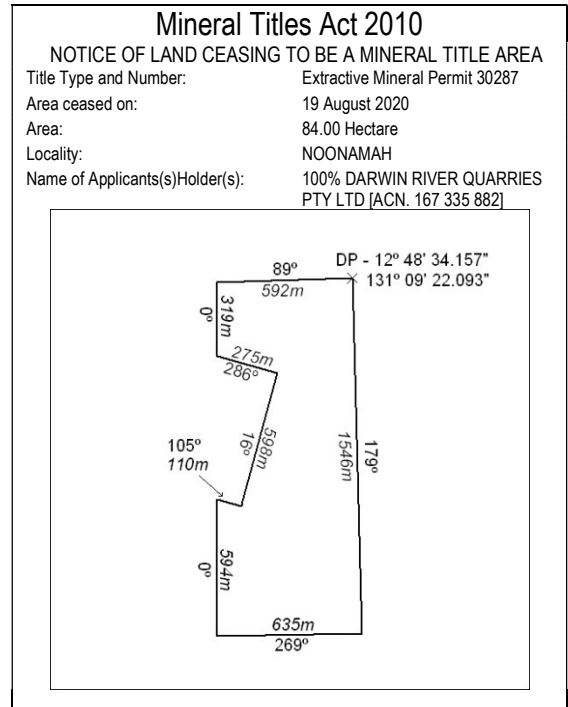 Mineral Titles Act 2010
NOTICE OF LAND CEASING TO BE A MINERAL TITLE AREA
Title Type and Number: Extractive Mineral Permit 30287
Area ceased on: 19 August 2020
Area: 84.00 Hectare
Locality: NOONAMAH
Name of Applicants(s)Holder(s): 100% DARWIN RIVER QUARRIES
PTY LTD [ACN. 167 335 882]
DP - 12º 48' 34.157"
131º 09' 22.093"
89º
592m
319m
0º
275m
286º
598m
16º
105º
110m
1546m
179º
594m
0º
635m
269º